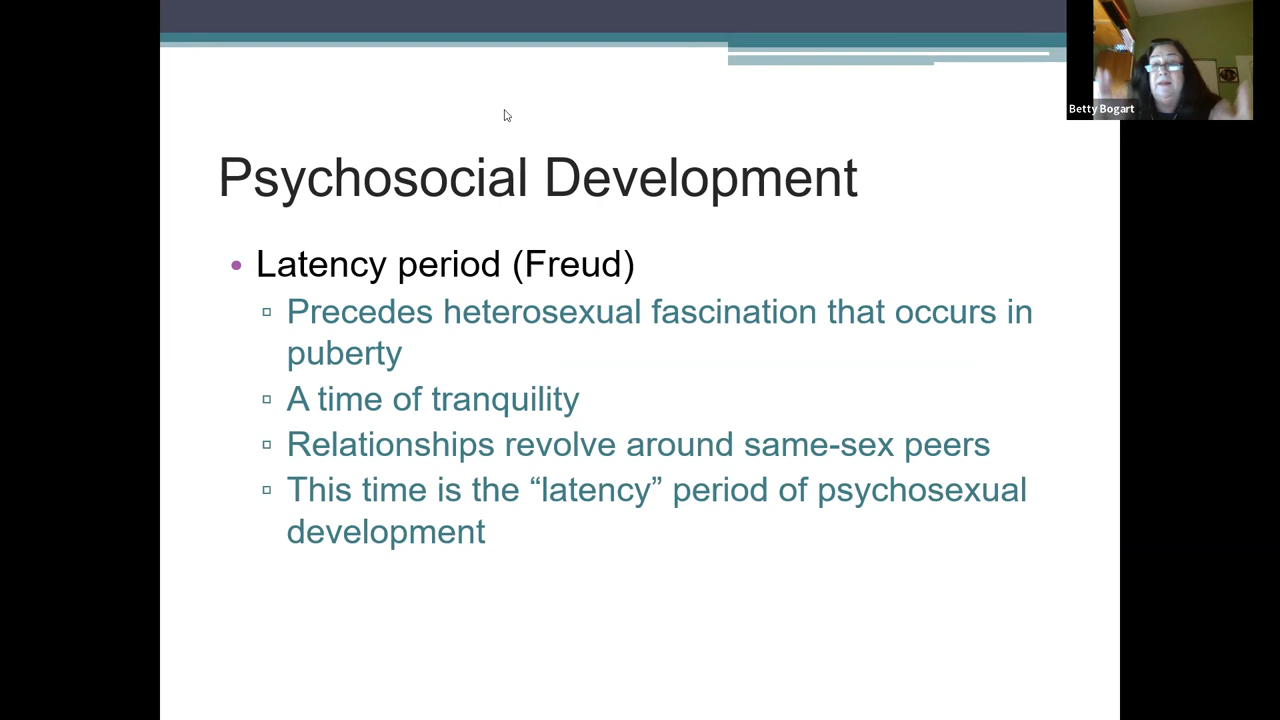 Betty Bogart
Psychosocial Development
• Latency period (Freud)
▫ Precedes heterosexual fascination that occurs in
puberty
▫ A time of tranquility
▫ Relationships revolve around same-sex peers
▫ This time is the “latency” period of psychosexual
development